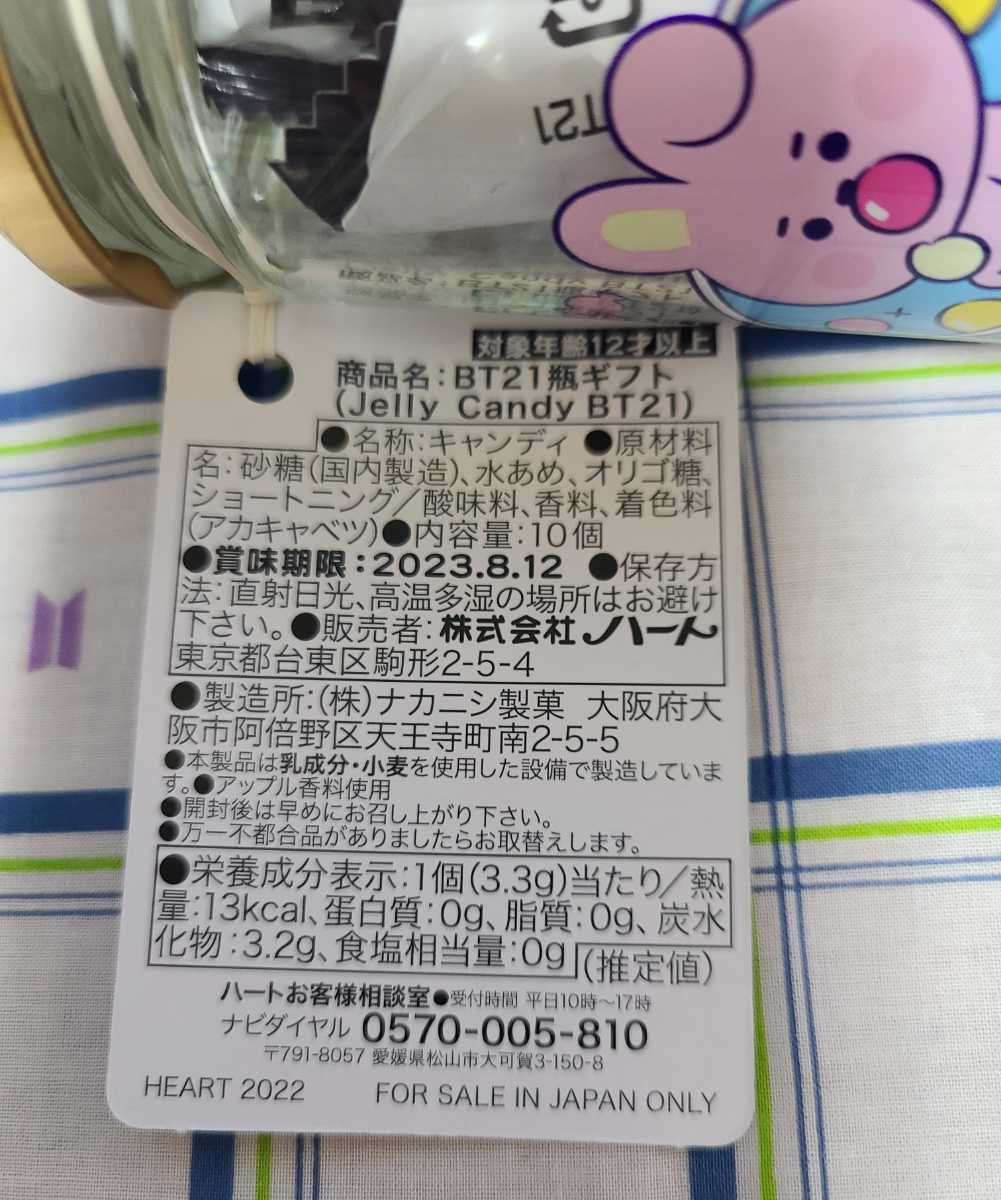 BT21
対象年齢12才以上
商品名:BT21瓶ギフト
(Jelly Candy BT21)
●名称:キャンディ ●原材料
名:砂糖(国内製造)、水あめ、オリゴ糖、
ショートニング/酸味料、香料、着色料
(アカキャベツ)●内容量:10個
●賞味期限:2023.8.12 ●保存方
法:直射日光、高温多湿の場所はお避け
下さい。●販売者:株式会社ハート
東京都台東区駒形2-5-4
●製造所:(株)ナカニシ製菓 大阪府大
阪市阿倍野区天王寺町南2-5-5
●本製品は乳成分・小麦を使用した設備で製造していま
す。●アップル香料使用
●開封後は早めにお召し上がり下さい。
●万一不都合品がありましたらお取替えします。
●栄養成分表示:1個(3.3g)当たり/熱
量:13kcal、蛋白質:0g、脂質:0g、炭水
化物:3.2g、食塩相当量:0g (推定値)
ハートお客様相談室●受付時間 平日10時~17時
ナビダイヤル 0570-005-810
〒791-8057 愛媛県松山市大可賀3-150-8
HEART 2022 FOR SALE IN JAPAN ONLY